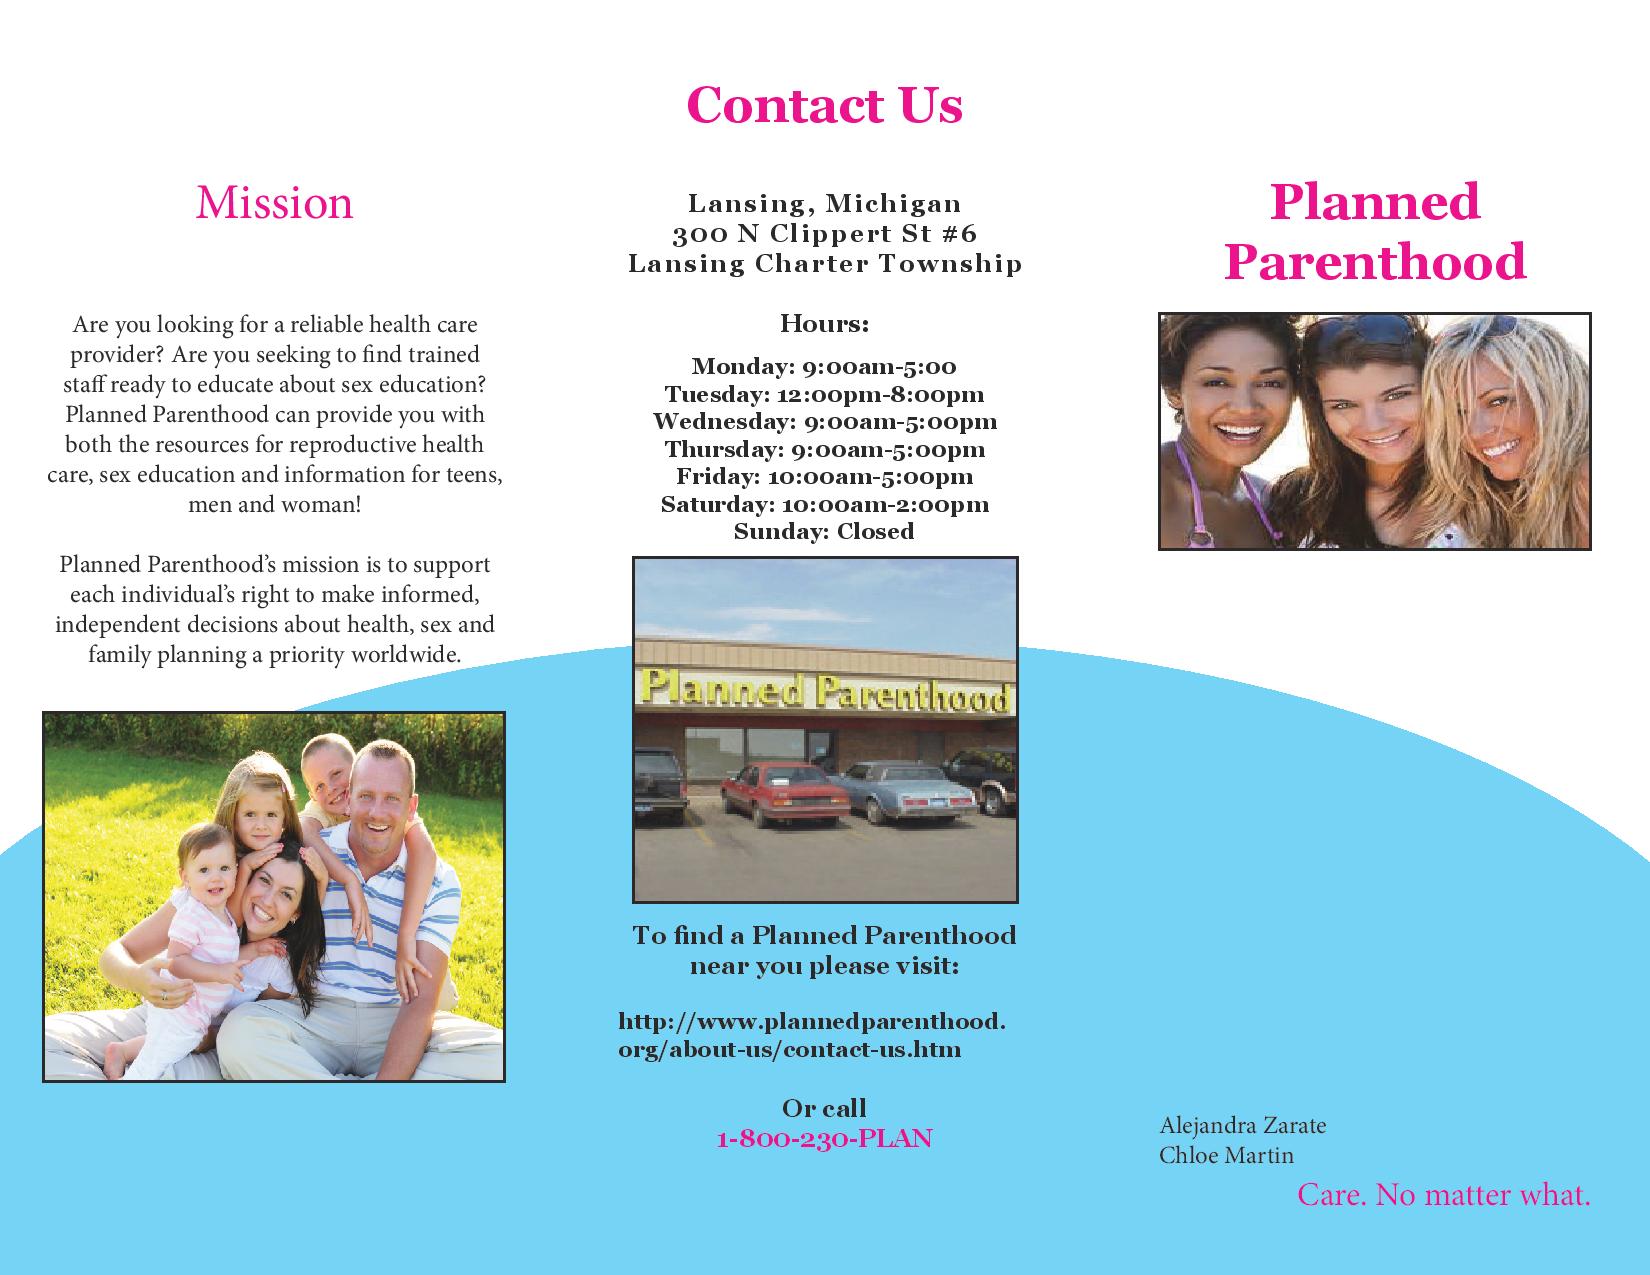 Mission
Are you looking for a reliable health care
provider? Are you seeking to find trained
staff ready to educate about sex education?
Planned Parenthood can provide you with
both the resources for reproductive health
care, sex education and information for teens,
men and woman!
Planned Parenthood’s mission is to support
each individual’s right to make informed,
independent decisions about health, sex and
family planning a priority worldwide.
Contact Us
Lansing, Michigan
300 N Clippert St #6
Lansing Charter Township
Hours:
Monday: 9:00am-5:00
Tuesday: 12:00pm-8:00pm
Wednesday: 9:00am-5:00pm
Thursday: 9:00am-5:00pm
Friday: 10:00am-5:00pm
Saturday: 10:00am-2:00pm
Sunday: Closed
Planned Parenthood
To find a Planned Parenthood
near you please visit:
http://www.plannedparenthood.
org/about-us/contact-us.htm
Or call
1-800-230-PLAN
Planned
Parenthood
Alejandra Zarate
Chloe Martin
Care. No matter what.